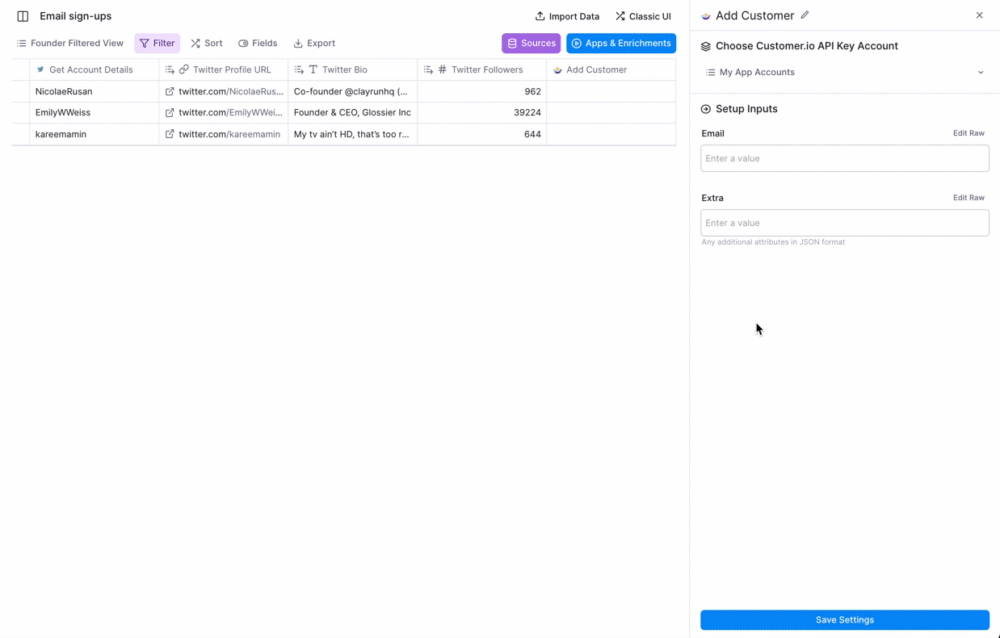 Email sign-ups
Import Data
Classic UI
Founder Filtered View
Filter
Sort
Fields
Export
Sources
Apps & Enrichments
Get Account Details
Twitter Profile URL
Twitter Bio
Twitter Followers
Add Customer
NicolaeRusan
twitter.com/NicolaeRus...
Co-founder @clayrunhq (...
962
EmilyWWeiss
twitter.com/EmilyWWei...
Founder & CEO, Glossier Inc
39224
kareemamin
twitter.com/kareemamin
My tv ain't HD, that's too r...
644
Add Customer
Choose Customer.io API Key Account
My App Accounts
Setup Inputs
Email
Edit Raw
Enter a value
Extra
Edit Raw
Enter a value
Any additional attributes in JSON format
Save Settings